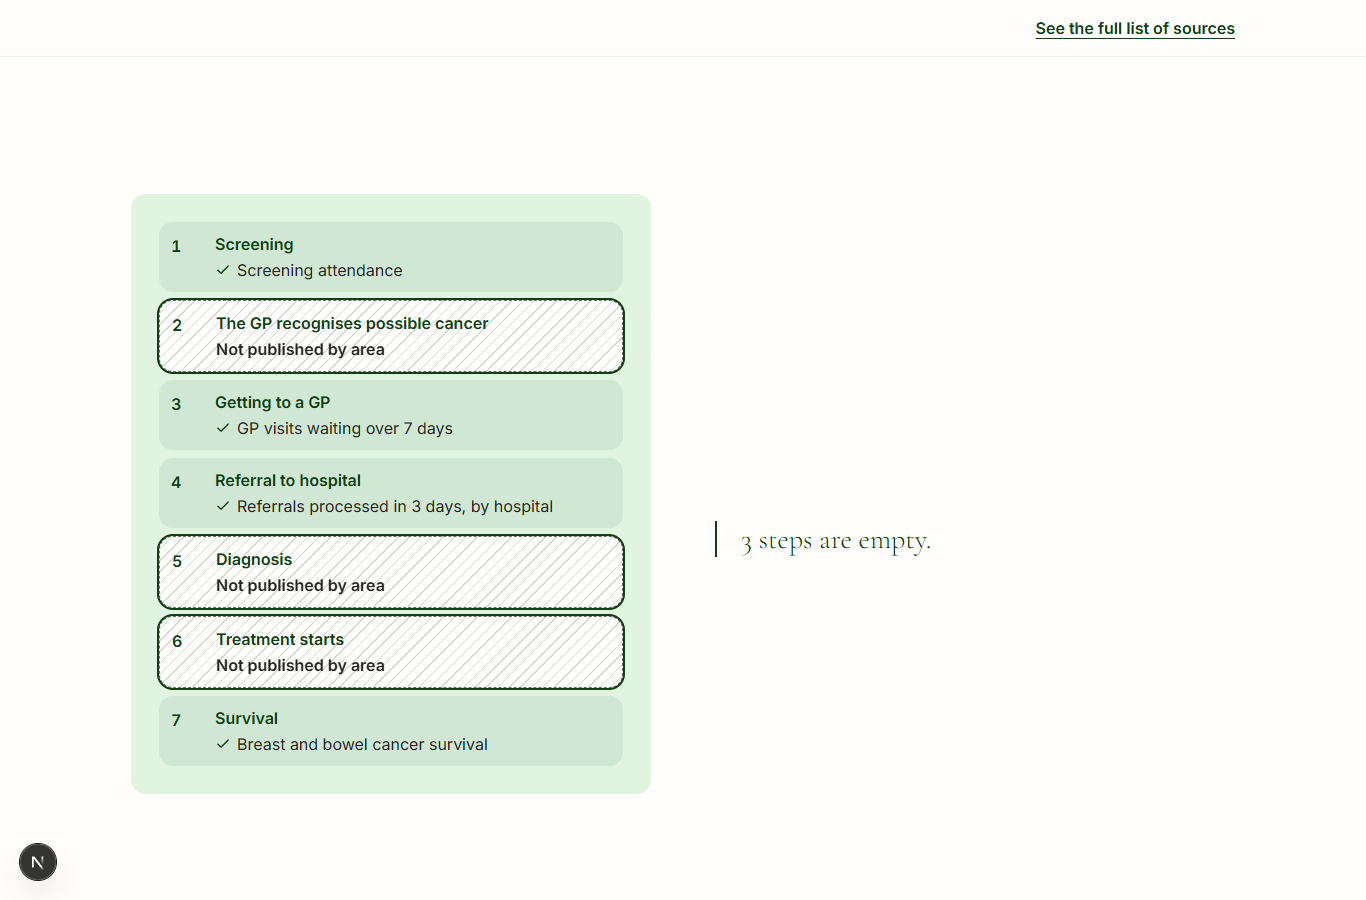 See the full list of sources
1 Screening
✓ Screening attendance
2 The GP recognises possible cancer
Not published by area
3 Getting to a GP
✓ GP visits waiting over 7 days
4 Referral to hospital
✓ Referrals processed in 3 days, by hospital
5 Diagnosis
Not published by area
3 steps are empty.
6 Treatment starts
Not published by area
7 Survival
✓ Breast and bowel cancer survival
N